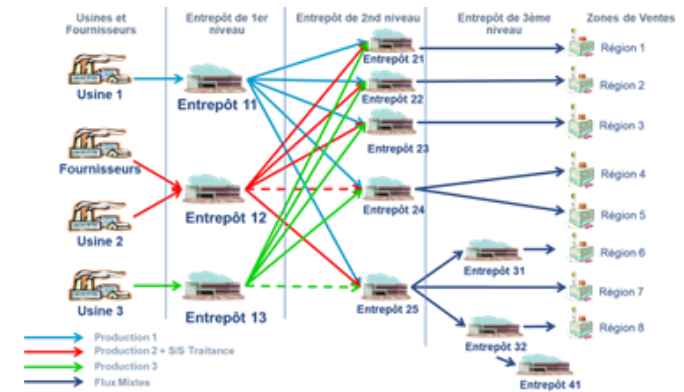 Usines et
Fournisseurs
Entrepôt de 1er
niveau
Entrepôt de 2nd niveau
Entrepôt de 3ème
niveau
Zones de Ventes
Usine 1
Fournisseurs
Usine 2
Usine 3
Entrepôt 11
Entrepôt 12
Entrepôt 13
Entrepôt 21
Entrepôt 22
Entrepôt 23
Entrepôt 24
Entrepôt 25
Entrepôt 31
Entrepôt 32
Entrepôt 41
Région 1
Région 2
Région 3
Région 4
Région 5
Région 6
Région 7
Région 8
Production 1
Production 2 + S/S Traitance
Production 3
Flux Mixtes